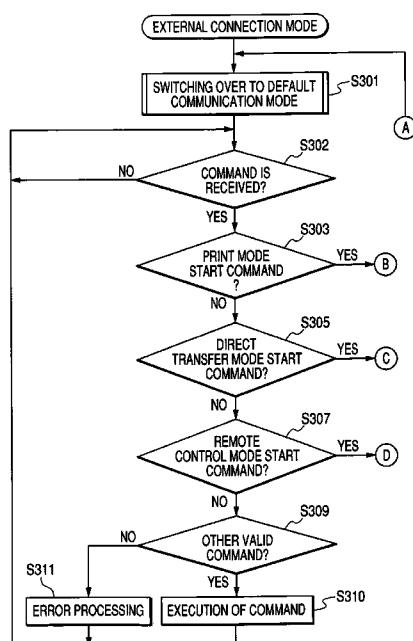 EXTERNAL CONNECTION MODE
SWITCHING OVER TO DEFAULT
COMMUNICATION MODE
S301
A
S302
COMMAND IS
RECEIVED?
NO
YES
S303
PRINT MODE
START COMMAND
?
YES
B
NO
S305
DIRECT
TRANSFER MODE START
COMMAND?
YES
C
NO
S307
REMOTE
CONTROL MODE START
COMMAND?
YES
D
NO
S309
OTHER VALID
COMMAND?
NO
YES
S311
ERROR PROCESSING
EXECUTION OF COMMAND
S310